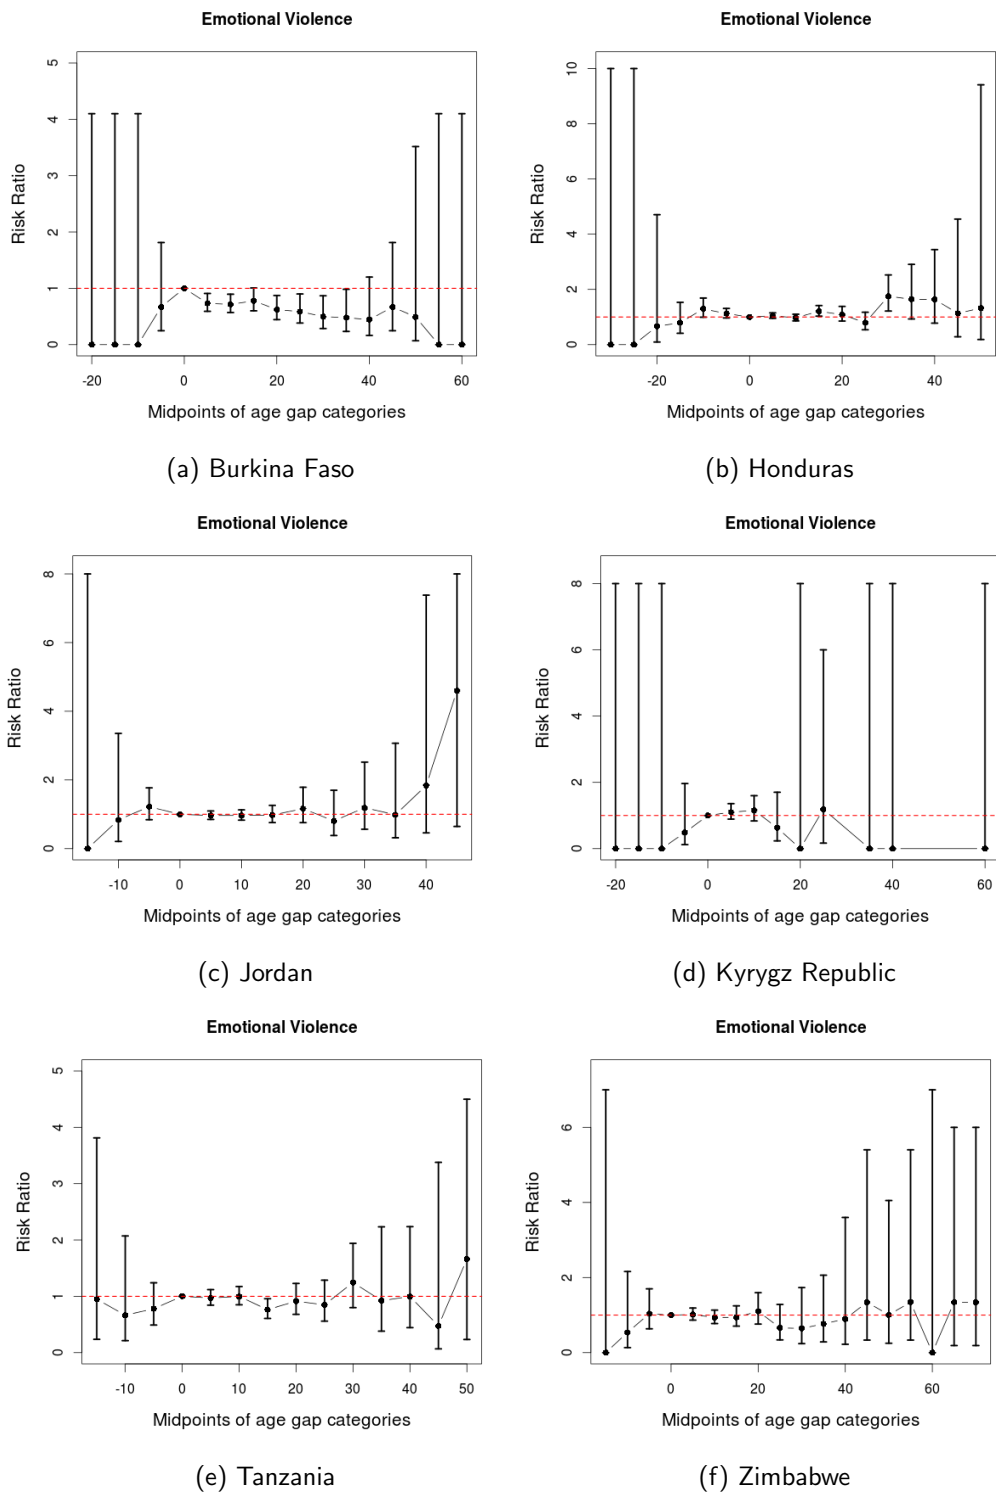 Emotional Violence
Risk Ratio
5
4
3
2
1
0
-20 0 20 40 60
Midpoints of age gap categories
(a) Burkina Faso
Emotional Violence
Risk Ratio
10
8
6
4
2
0
-20 0 20 40
Midpoints of age gap categories
(b) Honduras
Emotional Violence
Risk Ratio
8
6
4
2
0
-10 0 10 20 30 40
Midpoints of age gap categories
(c) Jordan
Emotional Violence
Risk Ratio
8
6
4
2
0
-20 0 20 40 60
Midpoints of age gap categories
(d) Kyrygz Republic
Emotional Violence
Risk Ratio
5
4
3
2
1
0
-10 0 10 20 30 40 50
Midpoints of age gap categories
(e) Tanzania
Emotional Violence
Risk Ratio
6
4
2
0
0 20 40 60
Midpoints of age gap categories
(f) Zimbabwe